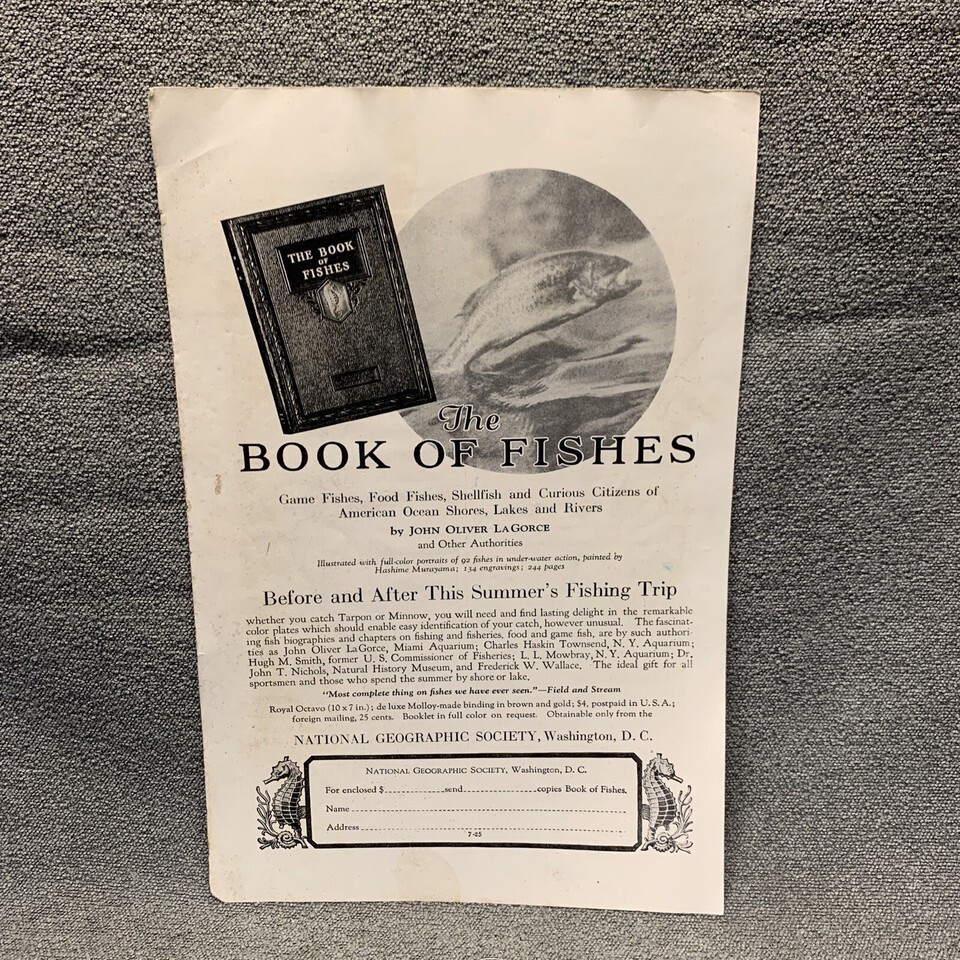 THE BOOK
OF
FISHES
The
BOOK OF FISHES
Game Fishes, Food Fishes, Shellfish and Curious Citizens of
American Ocean Shores, Lakes and Rivers
by JOHN OLIVER LAGORCE
and Other Authorities
Illustrated with full-color portraits of 92 fishes in under-water action, painted by
Hashime Murayama; 134 engravings; 244 pages
Before and After This Summer's Fishing Trip
whether you catch Tarpon or Minnow, you will need and find lasting delight in the remarkable
color plates which should enable easy identification of your catch, however unusual. The fascinat-
ing fish biographies and chapters on fishing and fisheries, food and game fish, are by such authori-
ties as John Oliver LaGorce, Miami Aquarium; Charles Haskin Townsend, N. Y. Aquarium;
Hugh M. Smith, former U. S. Commissioner of Fisheries; L. L. Mowbray, N. Y. Aquarium; Dr.
John T. Nichols, Natural History Museum, and Frederick W. Wallace. The ideal gift for all
sportsmen and those who spend the summer by shore or lake.
"Most complete thing on fishes we have ever seen."—Field and Stream
Royal Octavo (10 x 7 in.); de luxe Molloy-made binding in brown and gold; $4, postpaid in U. S. A.;
foreign mailing, 25 cents. Booklet in full color on request. Obtainable only from the
NATIONAL GEOGRAPHIC SOCIETY, Washington, D. C.
NATIONAL GEOGRAPHIC SOCIETY, Washington, D. C.
For enclosed $ send copies Book of Fishes.
Name
Address
7-25